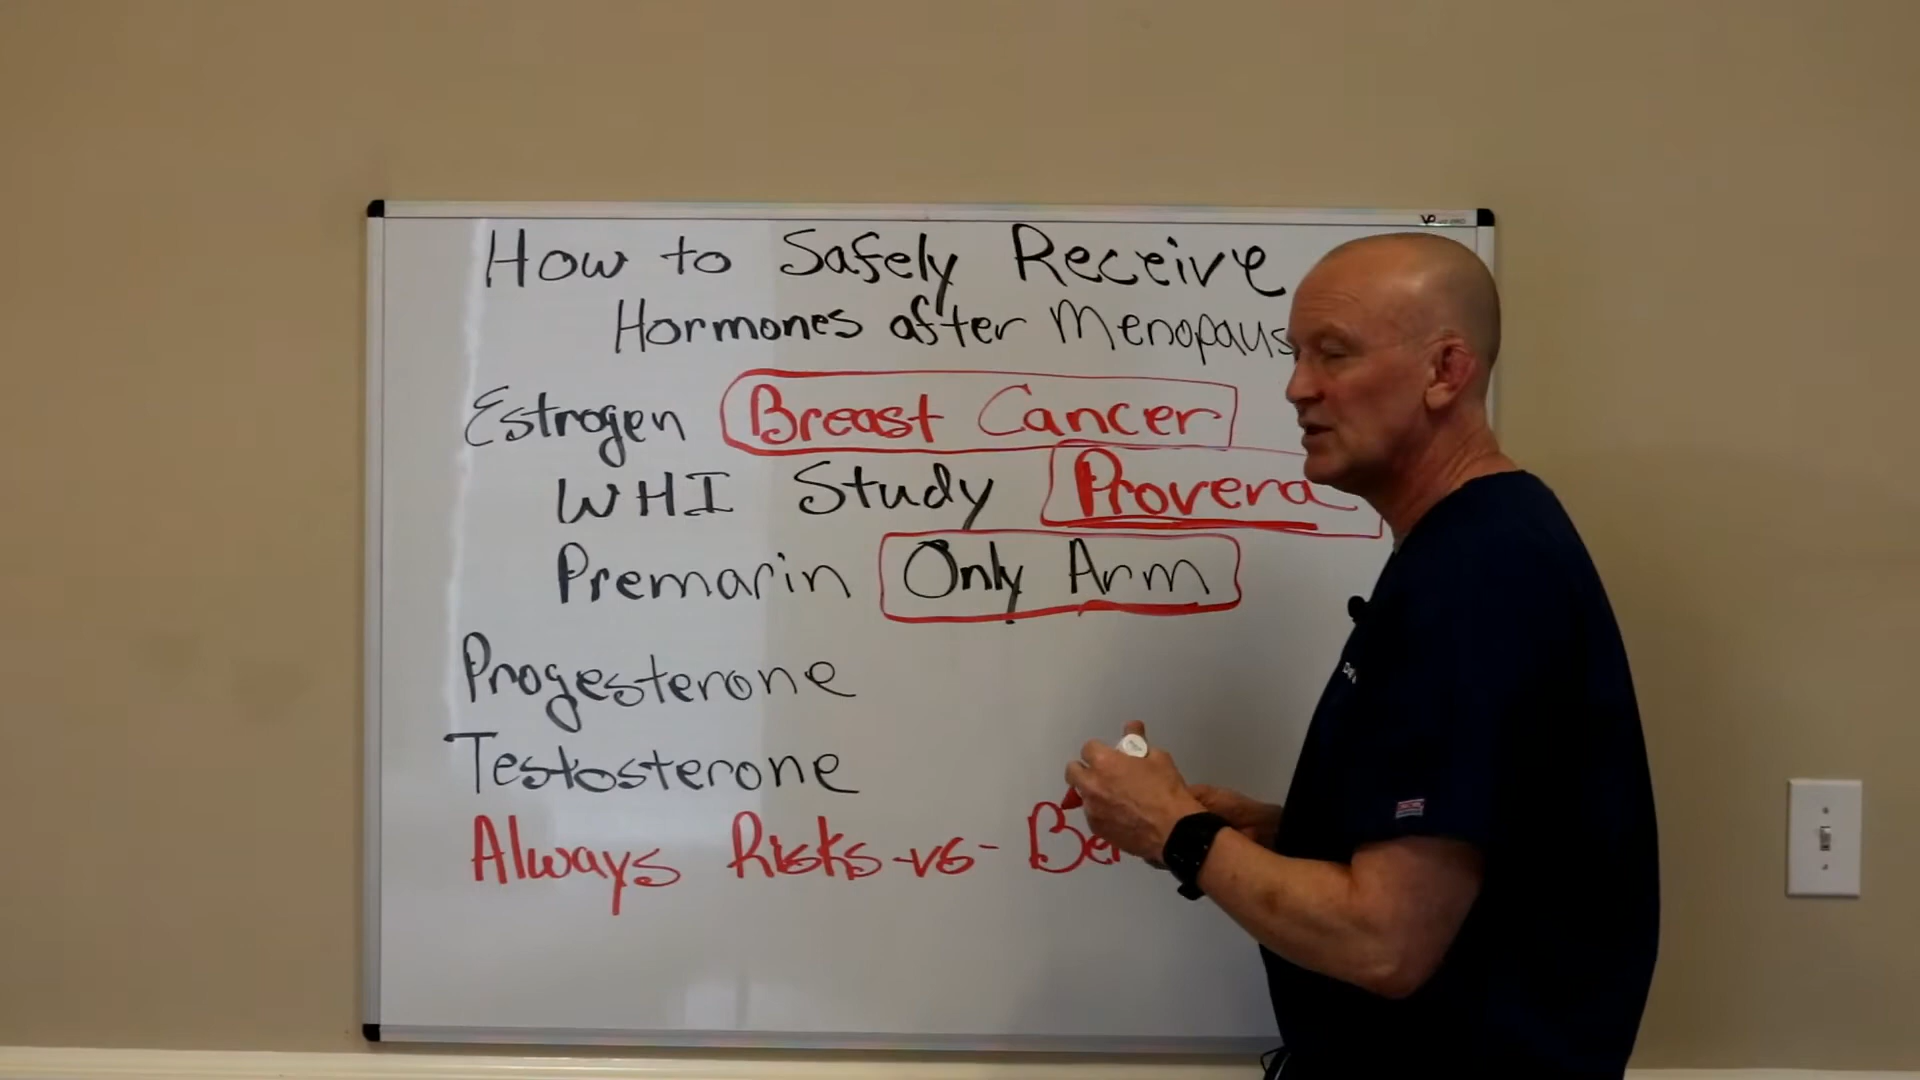 How to Safely Receive
Hormones after Menopaus
Estrogen Breast Cancer
WHI Study Provera
Premarin Only Arm
Progesterone
Testosterone
Always Risks -vs- Be